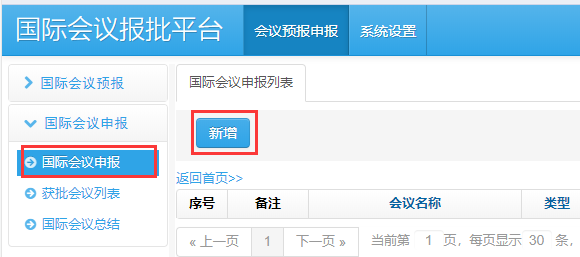 国际会议报批平台 会议预报申报 系统设置
国际会议预报
国际会议申报
国际会议申报
获批会议列表
国际会议总结
国际会议申报列表
新增
返回首页>>
序号 备注 会议名称 类型
« 上一页 1 下一页 » 当前第 1 页，每页显示 30 条，